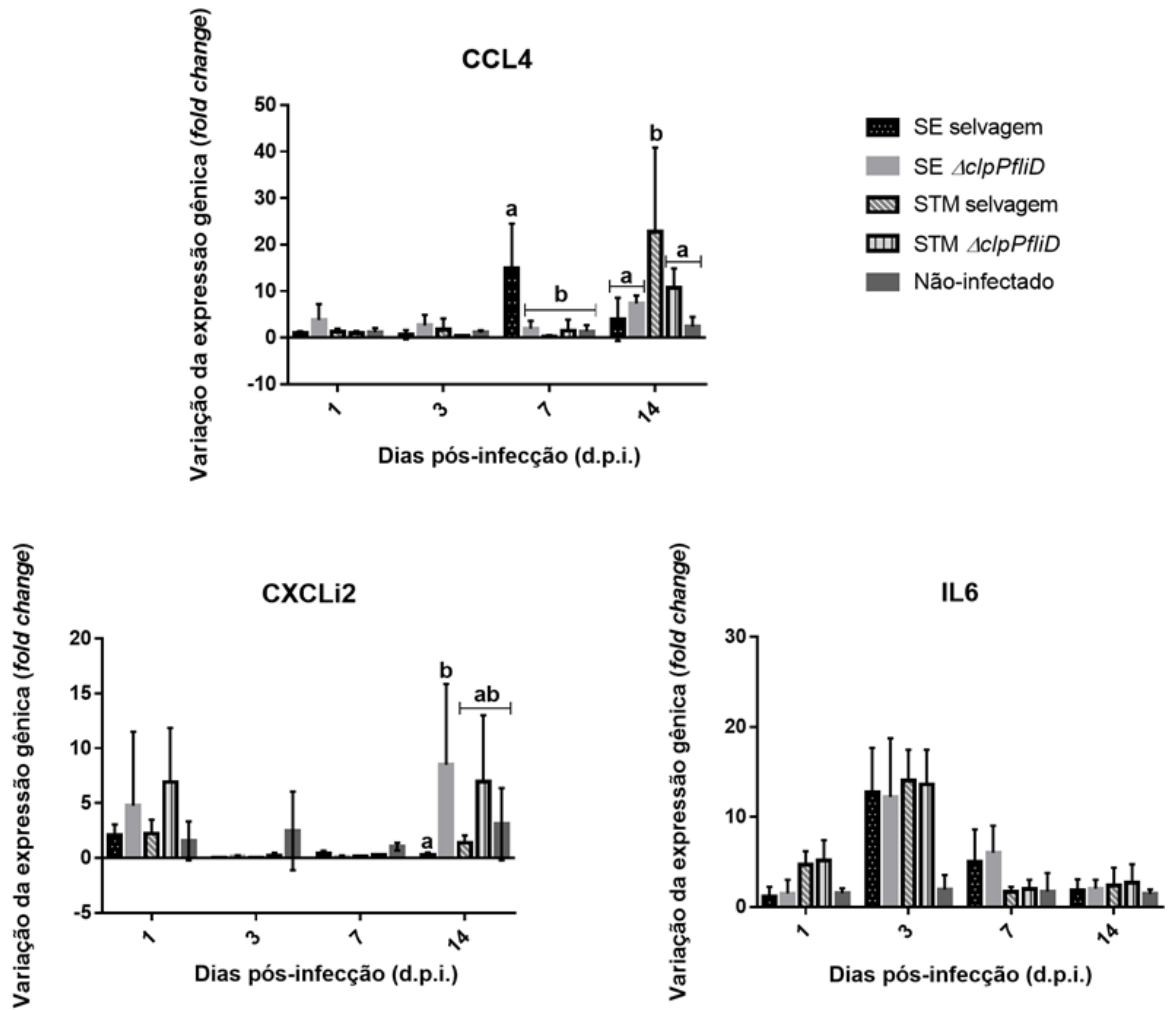 CCL4
Variação da expressão gênica (fold change)
50
40
30
20
10
0
-10
a
b
a
b
a
1
3
7
14
Dias pós-infecção (d.p.i.)
SE selvagem
SE ΔclpPfliD
STM selvagem
STM ΔclpPfliD
Não-infectado
CXCLi2
Variação da expressão gênica (fold change)
20
15
10
5
0
-5
a
b
ab
1
3
7
14
Dias pós-infecção (d.p.i.)
IL6
Variação da expressão gênica (fold change)
30
20
10
0
1
3
7
14
Dias pós-infecção (d.p.i.)